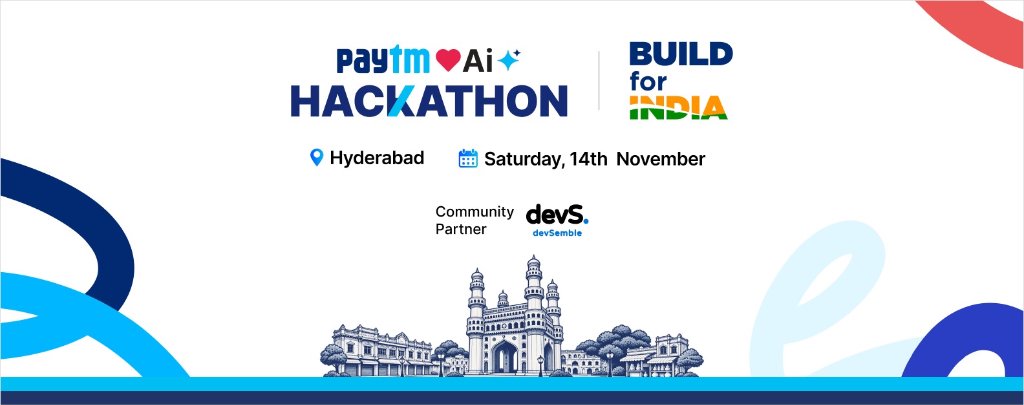 paytm Ai
HACKATHON
BUILD
for
INDIA
Hyderabad
Saturday, 14th November
Community
Partner
devS.
devSemble